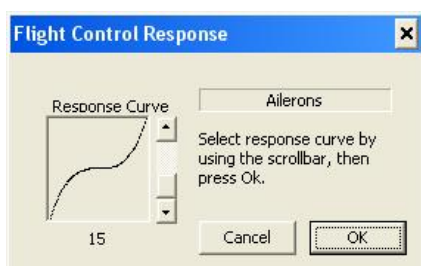 Flight Control Response
Response Curve
Ailerons
Select response curve by
using the scrollbar, then
press Ok.
15
Cancel
OK